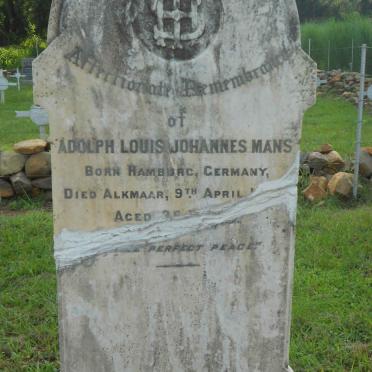 Affectionate Remembrance
of
ADOLPH LOUIS JOHANNES MANS
BORN HAMBURG, GERMANY,
DIED ALKMAAR, 9TH APRIL
AGED
PERFECT PEACE."